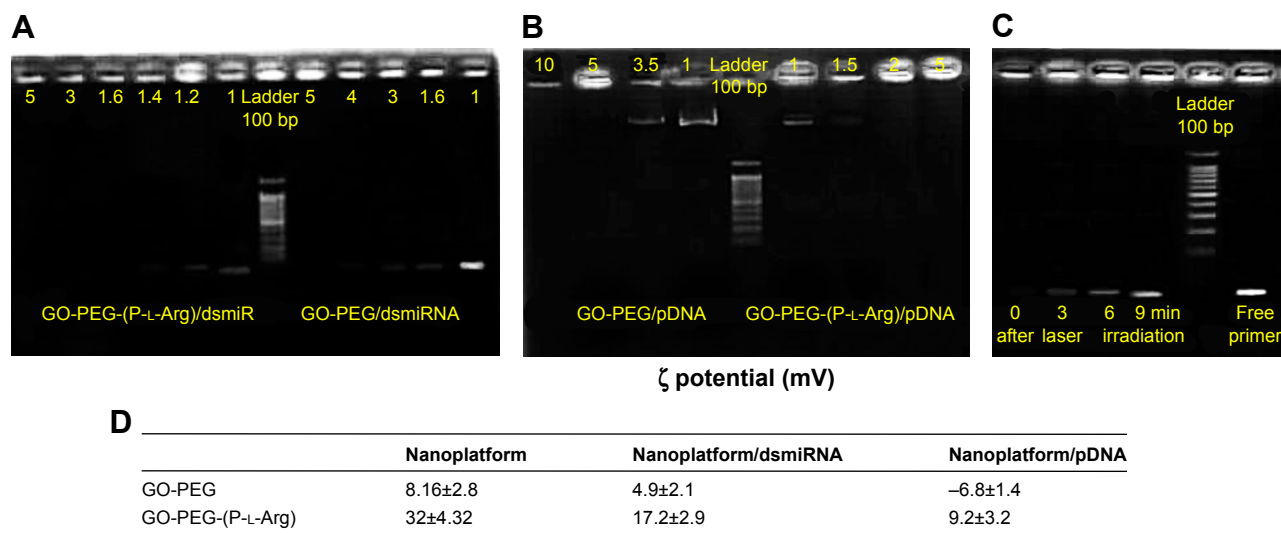 A
5 3 1.6 1.4 1.2 1 Ladder 5 4 3 1.6 1
100 bp
GO-PEG-(P-L-Arg)/dsmiR GO-PEG/dsmiRNA
B
10 5 3.5 1 Ladder 1 1.5 2 5
100 bp
GO-PEG/pDNA GO-PEG-(P-L-Arg)/pDNA
C
Ladder
100 bp
0 3 6 9 min Free
after laser irradiation primer
ζ potential (mV)
D
Nanoplatform Nanoplatform/dsmiRNA Nanoplatform/pDNA
GO-PEG 8.16±2.8 4.9±2.1 –6.8±1.4
GO-PEG-(P-L-Arg) 32±4.32 17.2±2.9 9.2±3.2